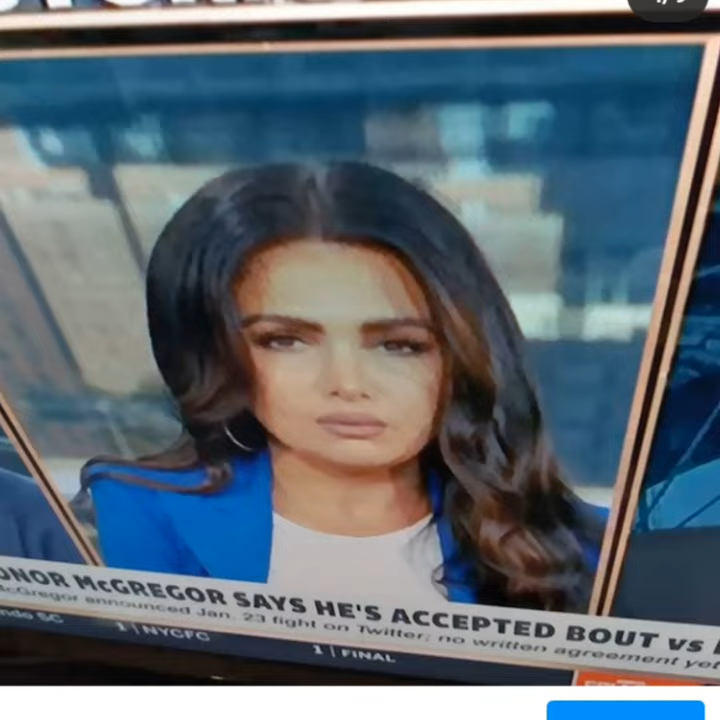 ONOR McGREGOR SAYS HE'S ACCEPTED BOUT vs
McGregor announced Jan. 23 fight on Twitter; no written agreement yet
ndo SC 1 | NYCFC 1 | FINAL